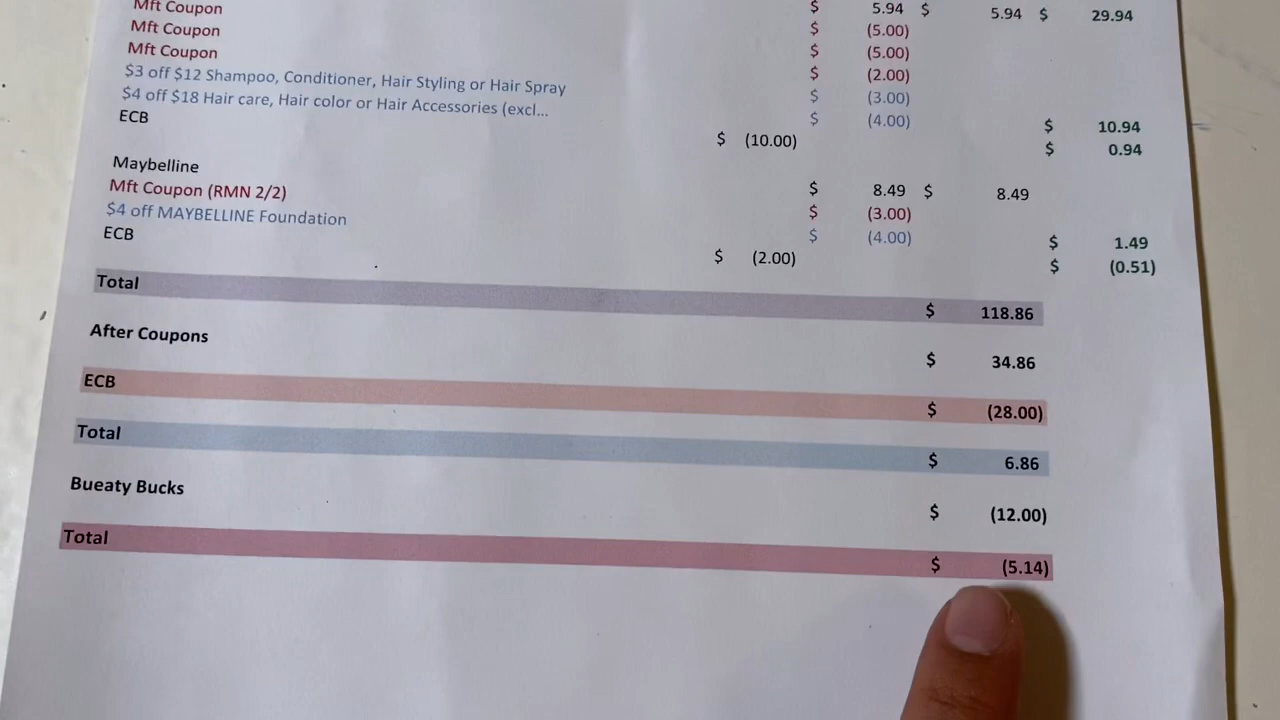 $ 5.94 $ 5.94 $ 29.94
Mft Coupon $ (5.00)
Mft Coupon $ (5.00)
Mft Coupon $ (2.00)
$3 off $12 Shampoo, Conditioner, Hair Styling or Hair Spray $ (3.00)
$4 off $18 Hair care, Hair color or Hair Accessories (excl... $ (4.00) $ 10.94
ECB $ (10.00) $ 0.94
Maybelline $ 8.49 $ 8.49
Mft Coupon (RMN 2/2) $ (3.00)
$4 off MAYBELLINE Foundation $ (4.00) $ 1.49
ECB $ (2.00) $ (0.51)
Total $ 118.86
After Coupons $ 34.86
ECB $ (28.00)
Total $ 6.86
Bueaty Bucks $ (12.00)
Total $ (5.14)